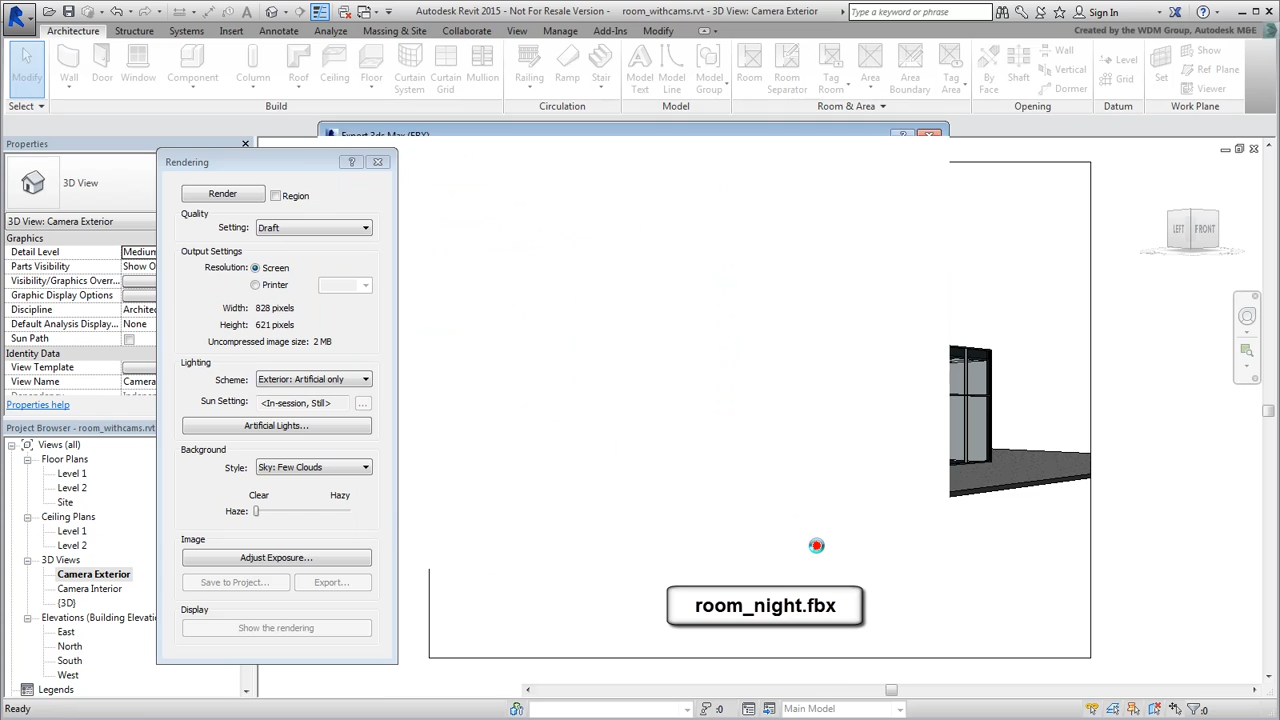 Autodesk Revit 2015 - Not For Resale Version - room_withcams.rvt - 3D View: Camera Exterior
Type a keyword or phrase
Sign In
Architecture Structure Systems Insert Annotate Analyze Massing & Site Collaborate View Manage Add-Ins Modify
Created by the WDM Group, Autodesk M&E
Modify Wall Door Window Component Column Roof Ceiling Floor Curtain System Curtain Grid Mullion Railing Ramp Stair Model Text Model Line Model Group Room Room Separator Tag Room Area Area Boundary Tag Area By Face Shaft Wall Vertical Dormer Level Grid Set Show Ref Plane Viewer
Select Build Circulation Model Room & Area Opening Datum Work Plane
Export 3ds Max (FBX)
Properties
3D View
3D View: Camera Exterior
Graphics
Detail Level Medium
Parts Visibility Show O
Visibility/Graphics Overr...
Graphic Display Options
Discipline Archited
Default Analysis Display... None
Sun Path
Identity Data
View Template
View Name Camera
Properties help
Project Browser - room_withcams.rvt
Views (all)
Floor Plans
Level 1
Level 2
Site
Ceiling Plans
Level 1
Level 2
3D Views
Camera Exterior
Camera Interior
{3D}
Elevations (Building Elevation
East
North
South
West
Legends
Rendering
Render Region
Quality
Setting: Draft
Output Settings
Resolution: Screen
Printer
Width: 828 pixels
Height: 621 pixels
Uncompressed image size: 2 MB
Lighting
Scheme: Exterior: Artificial only
Sun Setting: <In-session, Still> ...
Artificial Lights...
Background
Style: Sky: Few Clouds
Clear Hazy
Haze:
Image
Adjust Exposure...
Save to Project... Export...
Display
Show the rendering
LEFT FRONT
room_night.fbx
Ready
:0
Main Model
:0